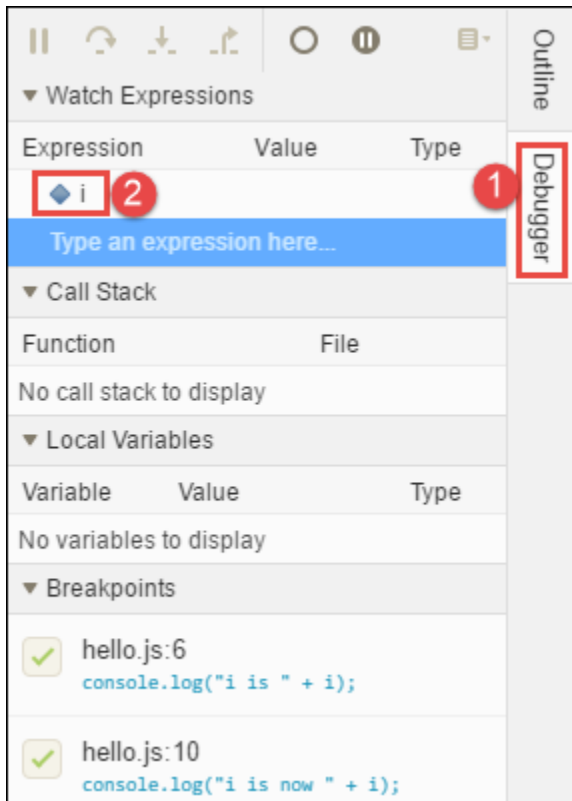 Outline
Debugger
1
Watch Expressions
Expression Value Type
i 2
Type an expression here...
Call Stack
Function File
No call stack to display
Local Variables
Variable Value Type
No variables to display
Breakpoints
hello.js:6
console.log("i is " + i);
hello.js:10
console.log("i is now " + i);